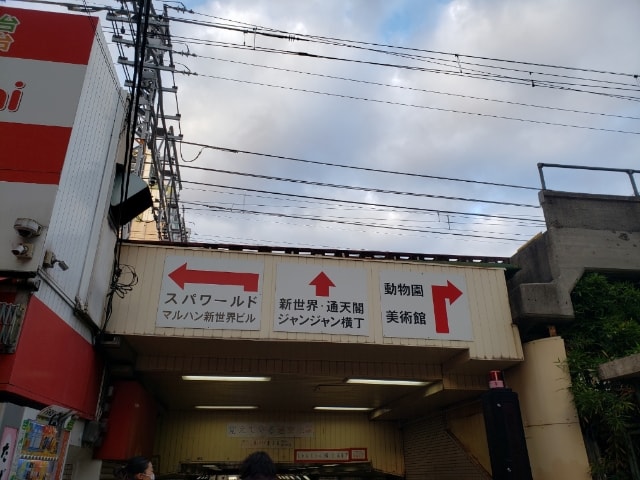 スパワールド
マルハン新世界ビル
新世界・通天閣
ジャンジャン横丁
動物園
美術館